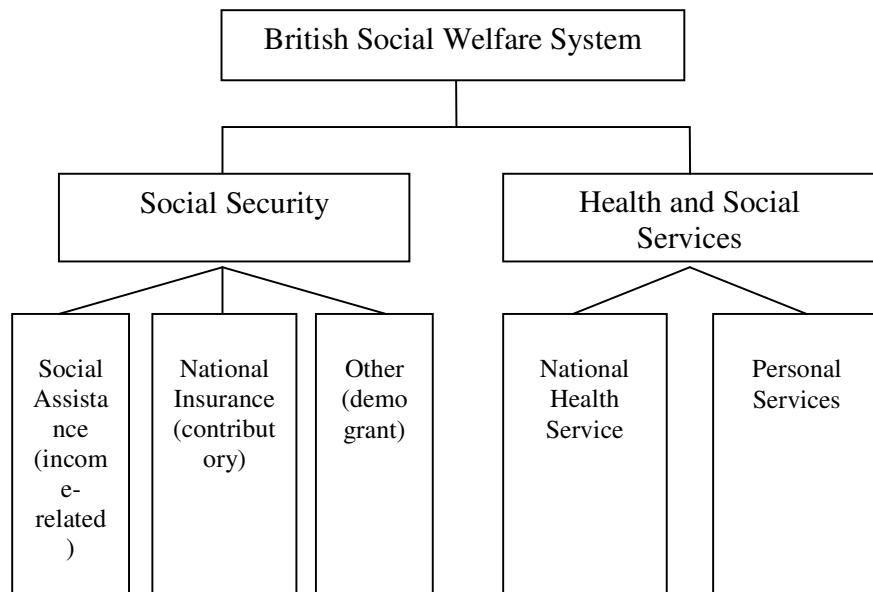 British Social Welfare System
Social Security
Health and Social
Services
Social
Assista
nce
(incom
e-
related
)
National
Insurance
(contribut
ory)
Other
(demo
grant)
National
Health
Service
Personal
Services